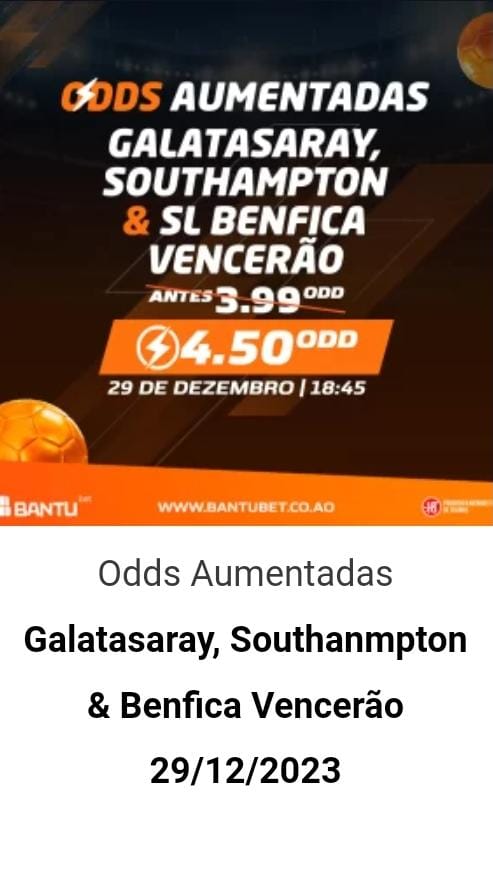 ODDS AUMENTADAS
GALATASARAY,
SOUTHAMPTON
& SL BENFICA
VENCERÃO
ANTES 3.99 ODD
4.50 ODD
29 DE DEZEMBRO | 18:45
BANTU bet
WWW.BANTUBET.CO.AO
Odds Aumentadas
Galatasaray, Southanmpton
& Benfica Vencerão
29/12/2023